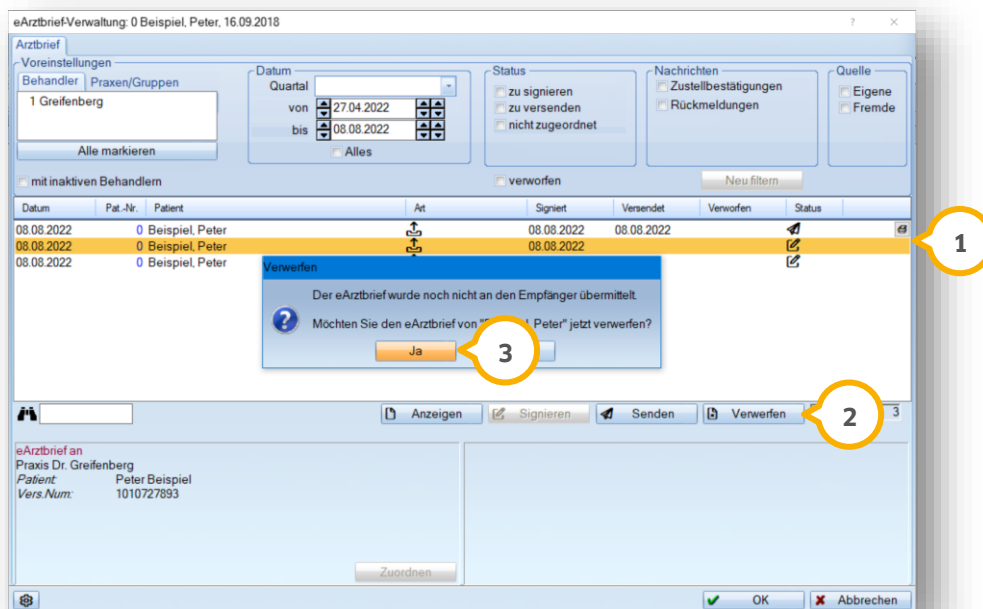 eArztbrief-Verwaltung: 0 Beispiel, Peter, 16.09.2018
Arztbrief
Voreinstellungen
Behandler Praxen/Gruppen
1 Greifenberg
Alle markieren
mit inaktiven Behandlern
Datum
Quartal
von 27.04.2022
bis 08.08.2022
Alles
Status
zu signieren
zu versenden
nicht zugeordnet
verworfen
Nachrichten
Zustellbestätigungen
Rückmeldungen
Neu filtern
Quelle
Eigene
Fremde
Datum Pat.-Nr. Patient Art Signiert Versendet Verworfen Status
08.08.2022 0 Beispiel, Peter 08.08.2022 08.08.2022
08.08.2022 0 Beispiel, Peter 08.08.2022
08.08.2022 0 Beispiel, Peter
1
Verwerfen
Der eArztbrief wurde noch nicht an den Empfänger übermittelt.
Möchten Sie den eArztbrief von Peter" jetzt verwerfen?
Ja
3
Anzeigen Signieren Senden Verwerfen 3
2
eArztbrief an
Praxis Dr. Greifenberg
Patient: Peter Beispiel
Vers.Num: 1010727893
Zuordnen
OK Abbrechen